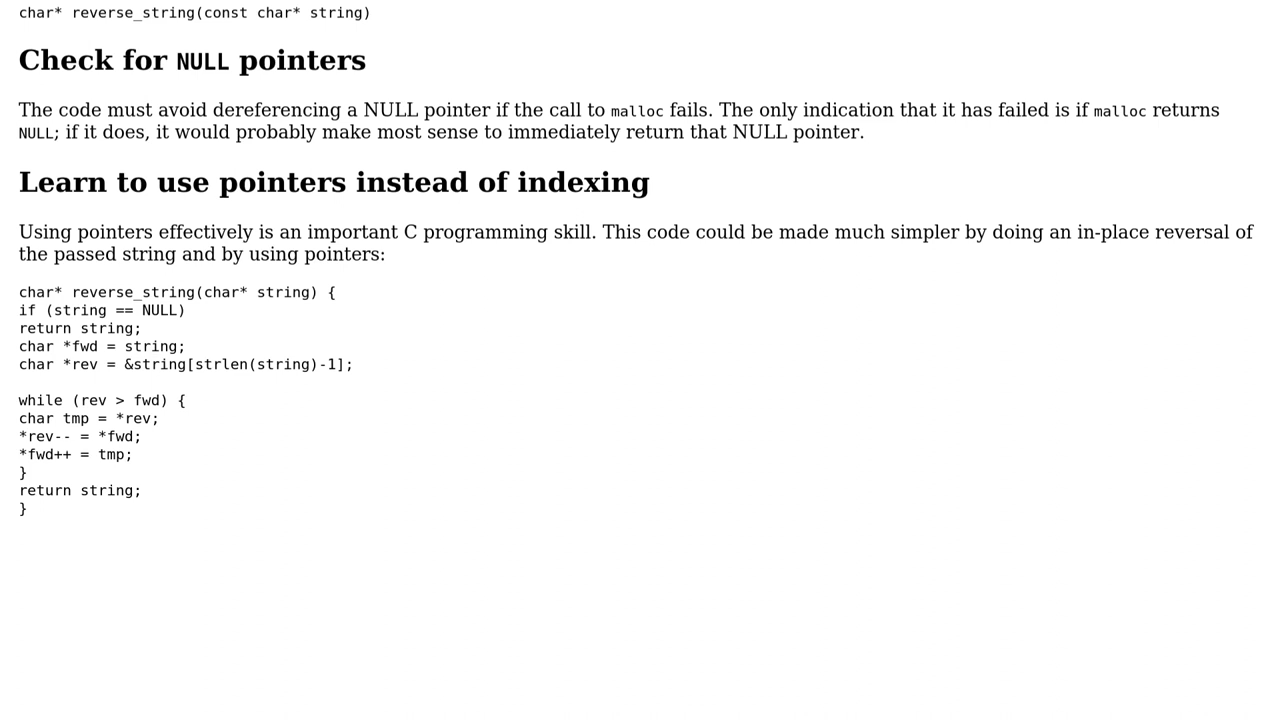 char* reverse_string(const char* string)
Check for NULL pointers
The code must avoid dereferencing a NULL pointer if the call to malloc fails. The only indication that it has failed is if malloc returns
NULL; if it does, it would probably make most sense to immediately return that NULL pointer.
Learn to use pointers instead of indexing
Using pointers effectively is an important C programming skill. This code could be made much simpler by doing an in-place reversal of
the passed string and by using pointers:
char* reverse_string(char* string) {
if (string == NULL)
return string;
char *fwd = string;
char *rev = &string[strlen(string)-1];
while (rev > fwd) {
char tmp = *rev;
*rev-- = *fwd;
*fwd++ = tmp;
}
return string;
}